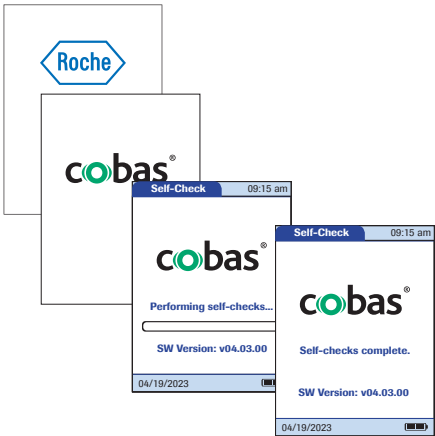 Roche
cobas®
Self-Check 09:15 am
cobas®
Performing self-checks...
SW Version: v04.03.00
04/19/2023
Self-Check 09:15 am
cobas®
Self-checks complete.
SW Version: v04.03.00
04/19/2023